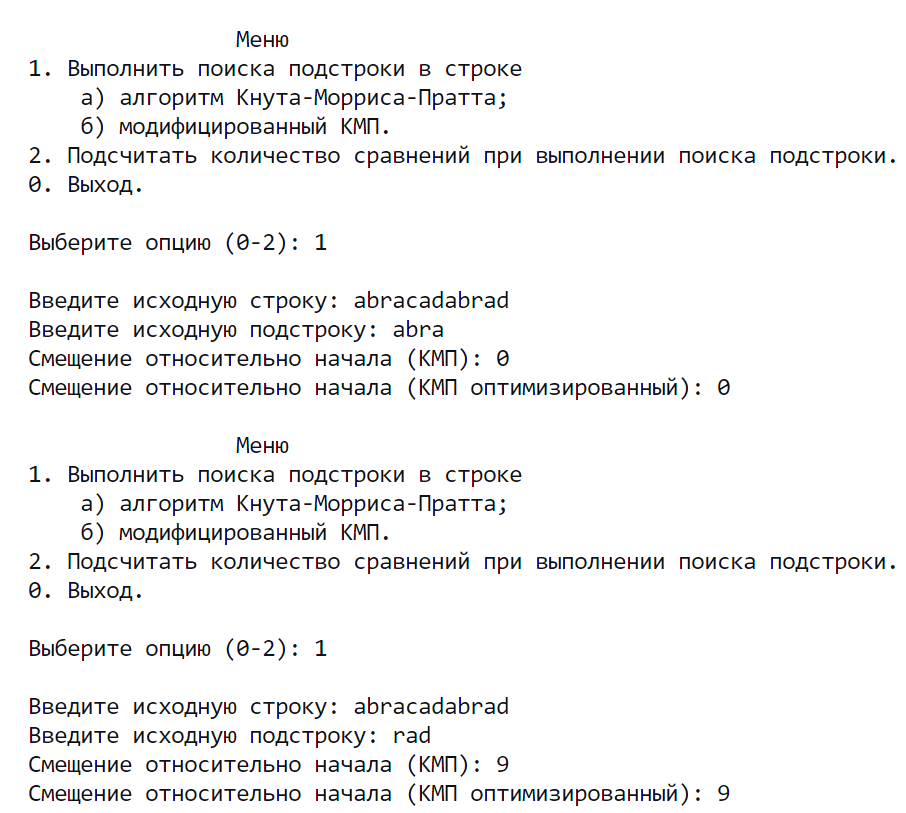 Меню
1. Выполнить поиска подстроки в строке
а) алгоритм Кнута-Морриса-Пратта;
б) модифицированный КМП.
2. Подсчитать количество сравнений при выполнении поиска подстроки.
0. Выход.
Выберите опцию (0-2): 1
Введите исходную строку: abracadabrad
Введите исходную подстроку: abra
Смещение относительно начала (КМП): 0
Смещение относительно начала (КМП оптимизированный): 0
Меню
1. Выполнить поиска подстроки в строке
а) алгоритм Кнута-Морриса-Пратта;
б) модифицированный КМП.
2. Подсчитать количество сравнений при выполнении поиска подстроки.
0. Выход.
Выберите опцию (0-2): 1
Введите исходную строку: abracadabrad
Введите исходную подстроку: rad
Смещение относительно начала (КМП): 9
Смещение относительно начала (КМП оптимизированный): 9